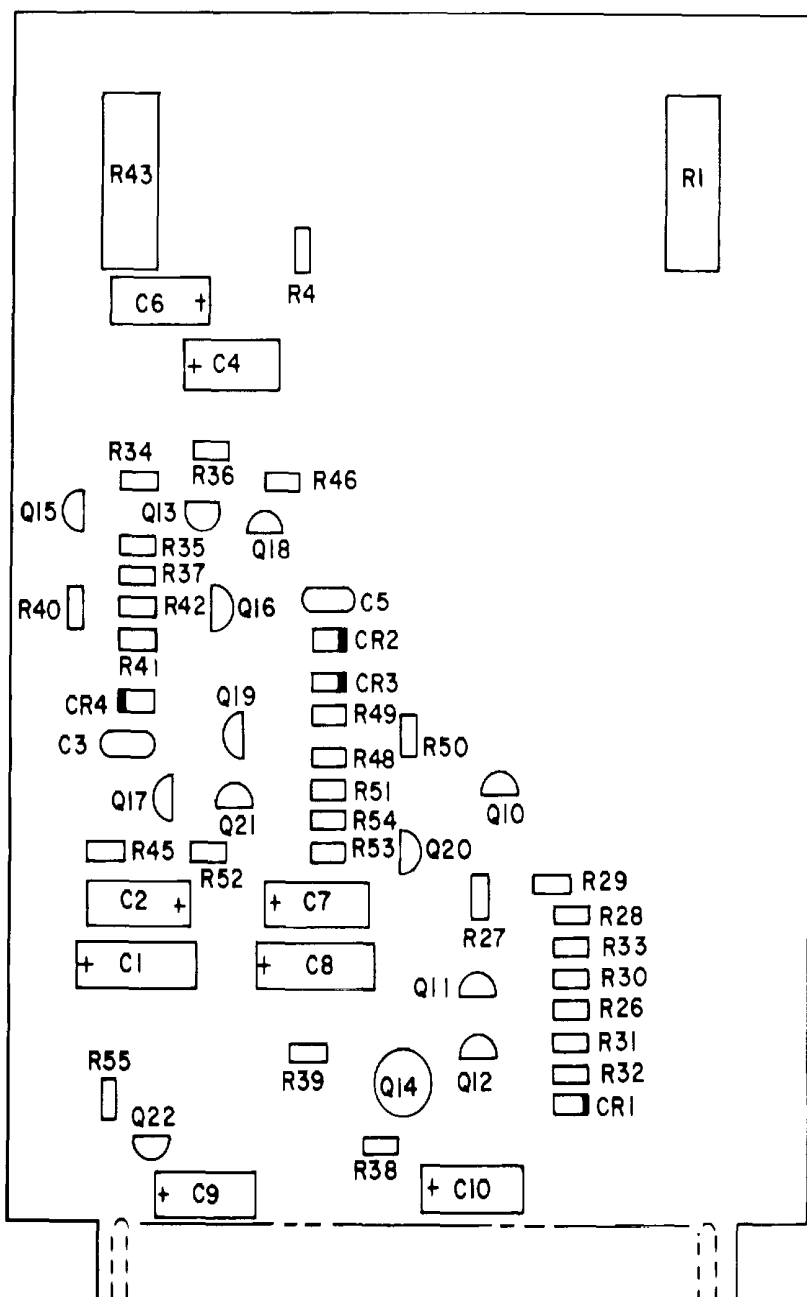 R43
R1
R4
C6 +
+ C4
R34
R36
R46
Q15
Q13
Q18
R35
R37
R40
R42
Q16
C5
R41
CR2
CR3
CR4
Q19
R49
C3
R50
R48
Q17
Q21
R51
Q10
R54
R45
R52
R53
Q20
R29
C2 +
+ C7
R27
R28
R33
+ C1
+ C8
Q11
R30
R26
R31
R55
R39
Q14
Q12
R32
CR1
Q22
R38
+ C9
+ C10